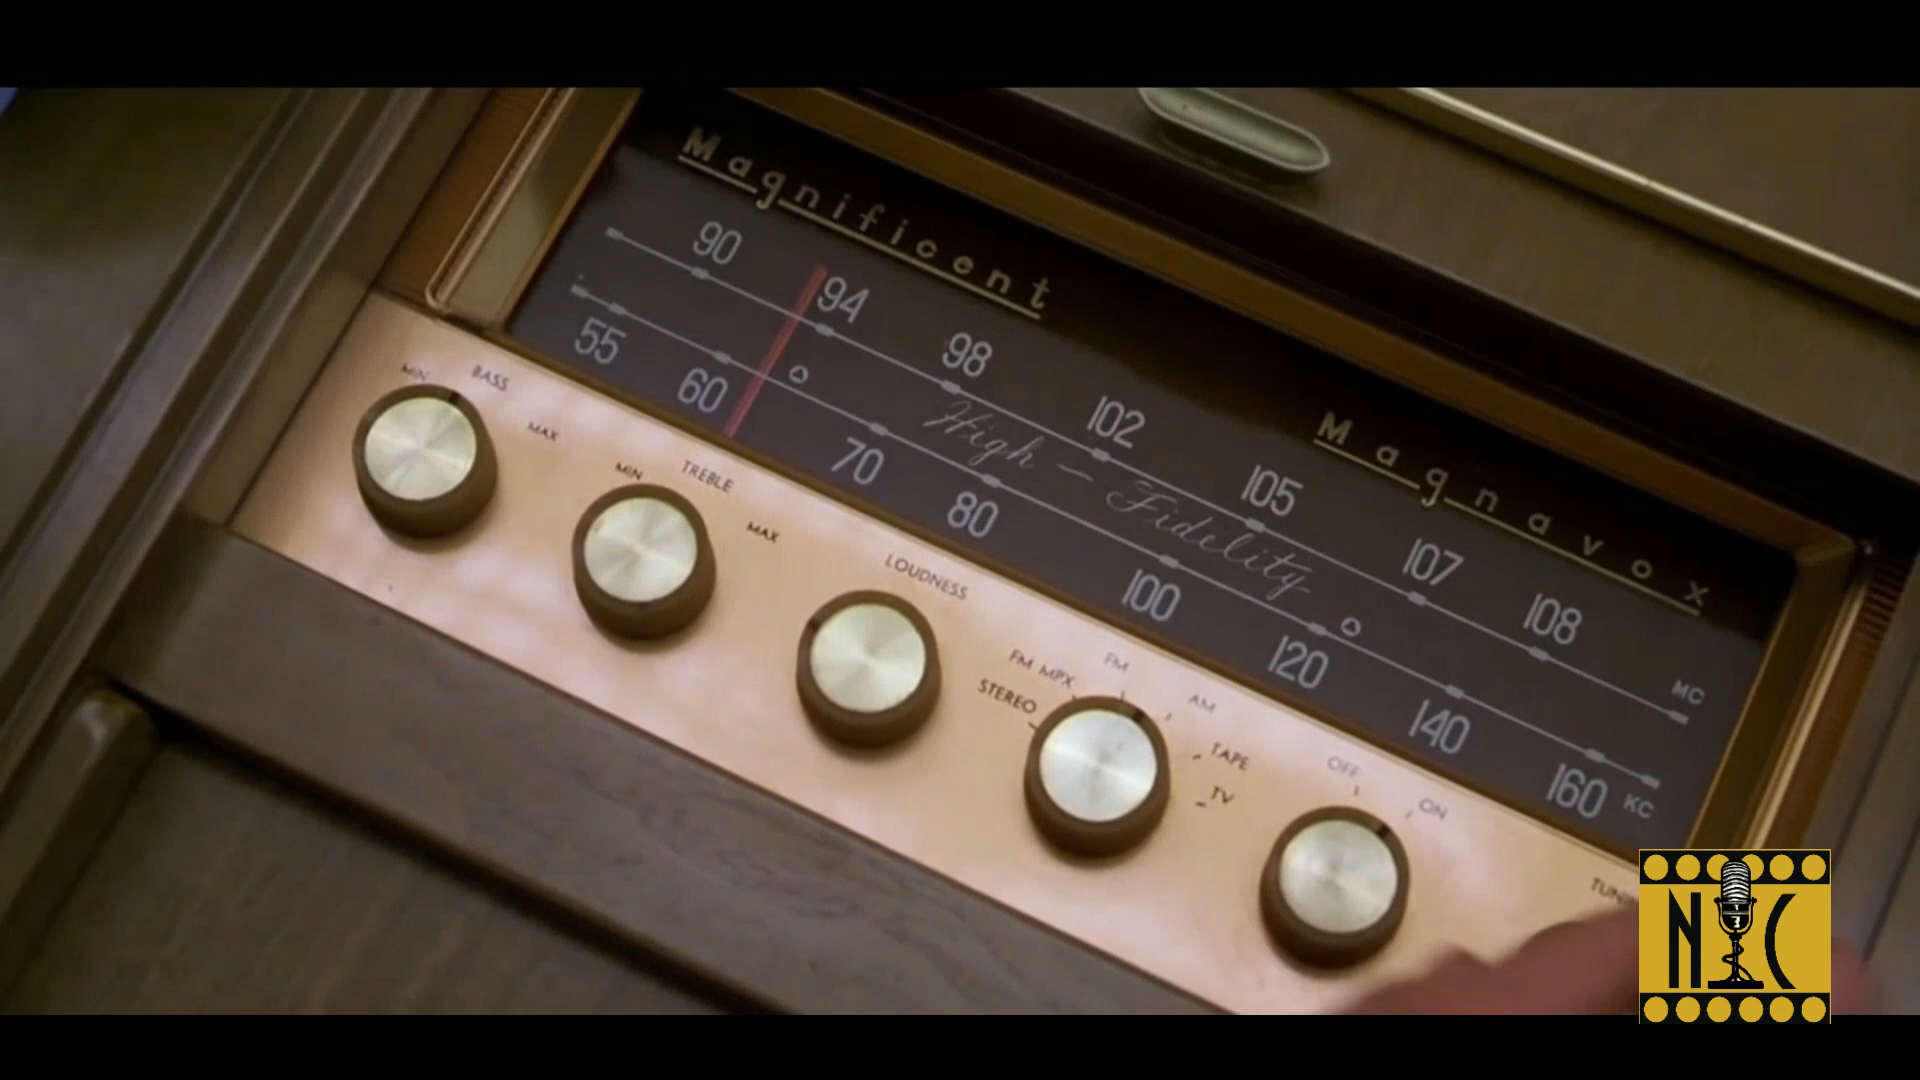 Magnificent
Magnavox
90 94 98 102 105 107 108 MC
High - Fidelity
55 60 70 80 100 120 140 160 KC
MIN BASS MAX
MIN TREBLE MAX
LOUDNESS
STEREO FM MPX FM AM TAPE TV
OFF ON
N C